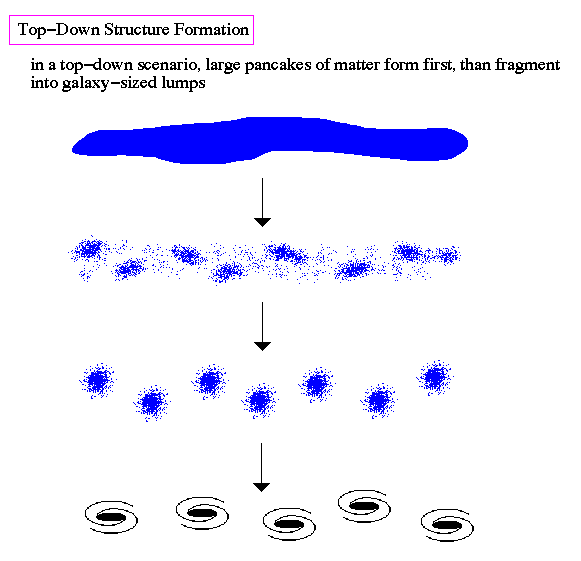 Top-Down Structure Formation
in a top-down scenario, large pancakes of matter form first, than fragment
into galaxy-sized lumps